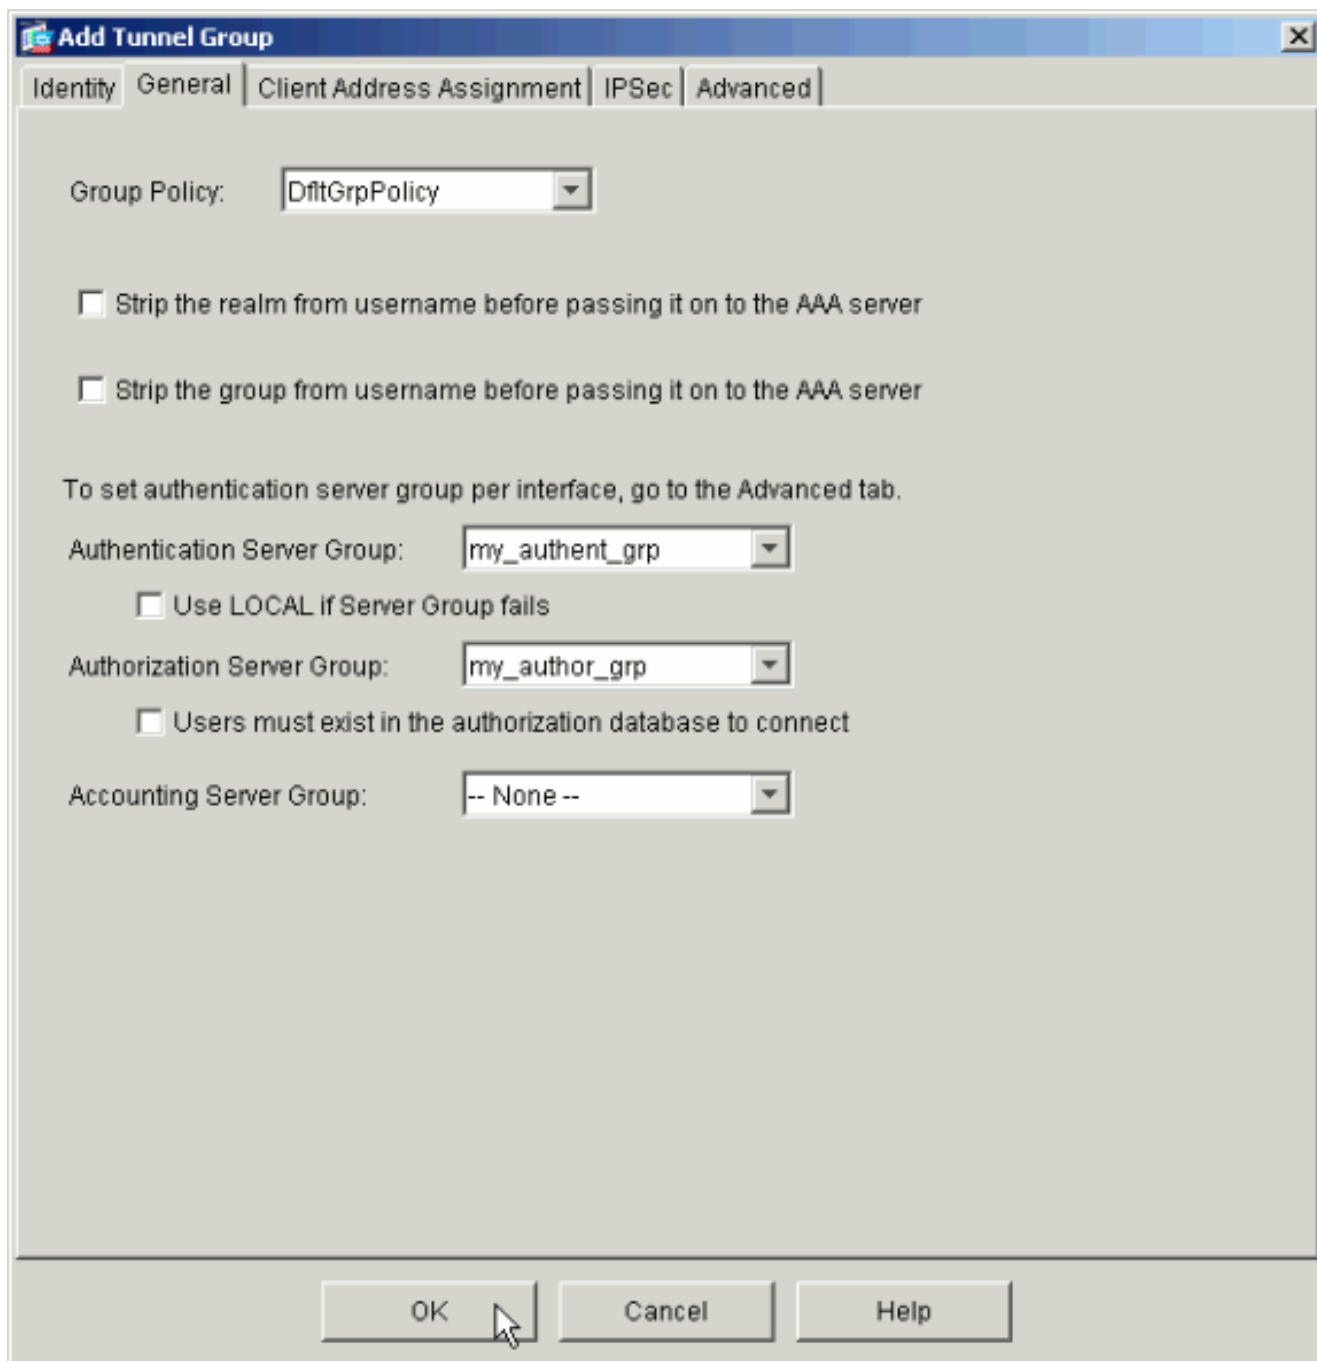 Add Tunnel Group
Identity General Client Address Assignment IPSec Advanced
Group Policy: DfltGrpPolicy
Strip the realm from username before passing it on to the AAA server
Strip the group from username before passing it on to the AAA server
To set authentication server group per interface, go to the Advanced tab.
Authentication Server Group: my_authent_grp
Use LOCAL if Server Group fails
Authorization Server Group: my_author_grp
Users must exist in the authorization database to connect
Accounting Server Group: -- None --
OK Cancel Help